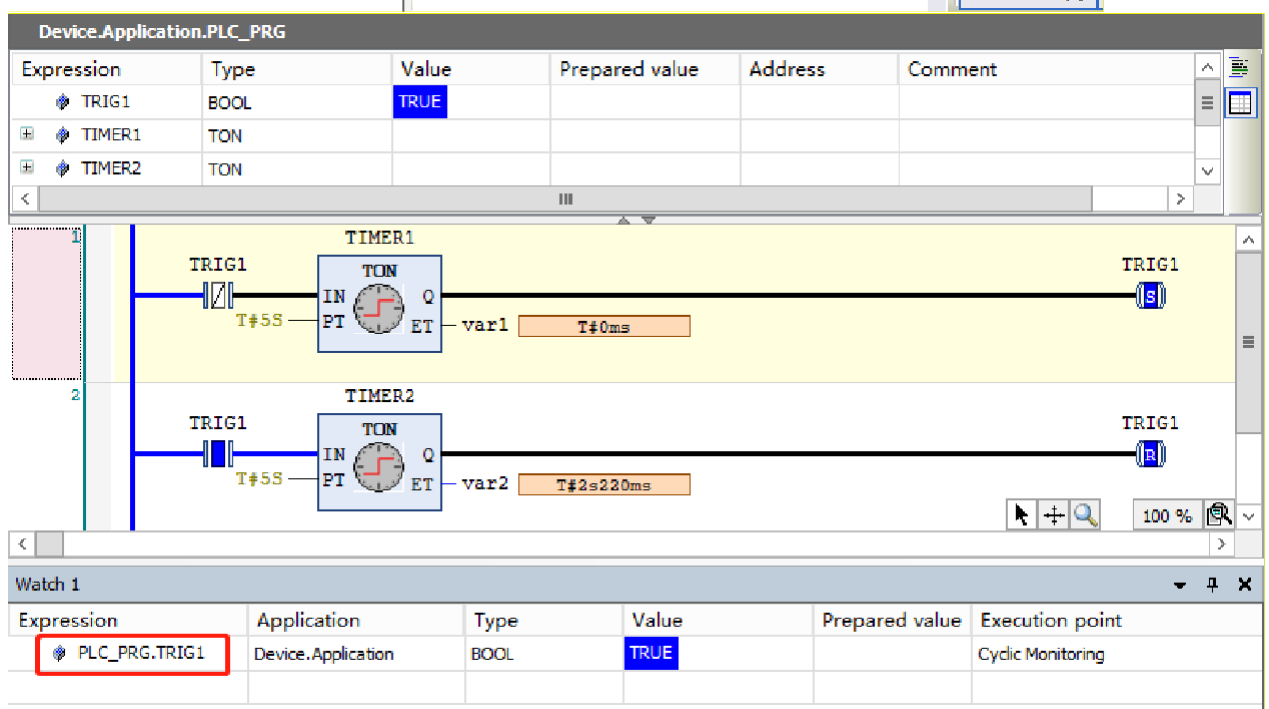 Device.Application.PLC_PRG
Expression Type Value Prepared value Address Comment
TRIG1 BOOL TRUE
TIMER1 TON
TIMER2 TON
1
TIMER1
TRIG1 TON TRIG1
IN Q S
T#5S PT ET var1 T#0ms
2
TIMER2
TRIG1 TON TRIG1
IN Q R
T#5S PT ET var2 T#2s220ms
100 %
Watch 1
Expression Application Type Value Prepared value Execution point
PLC_PRG.TRIG1 Device.Application BOOL TRUE Cyclic Monitoring